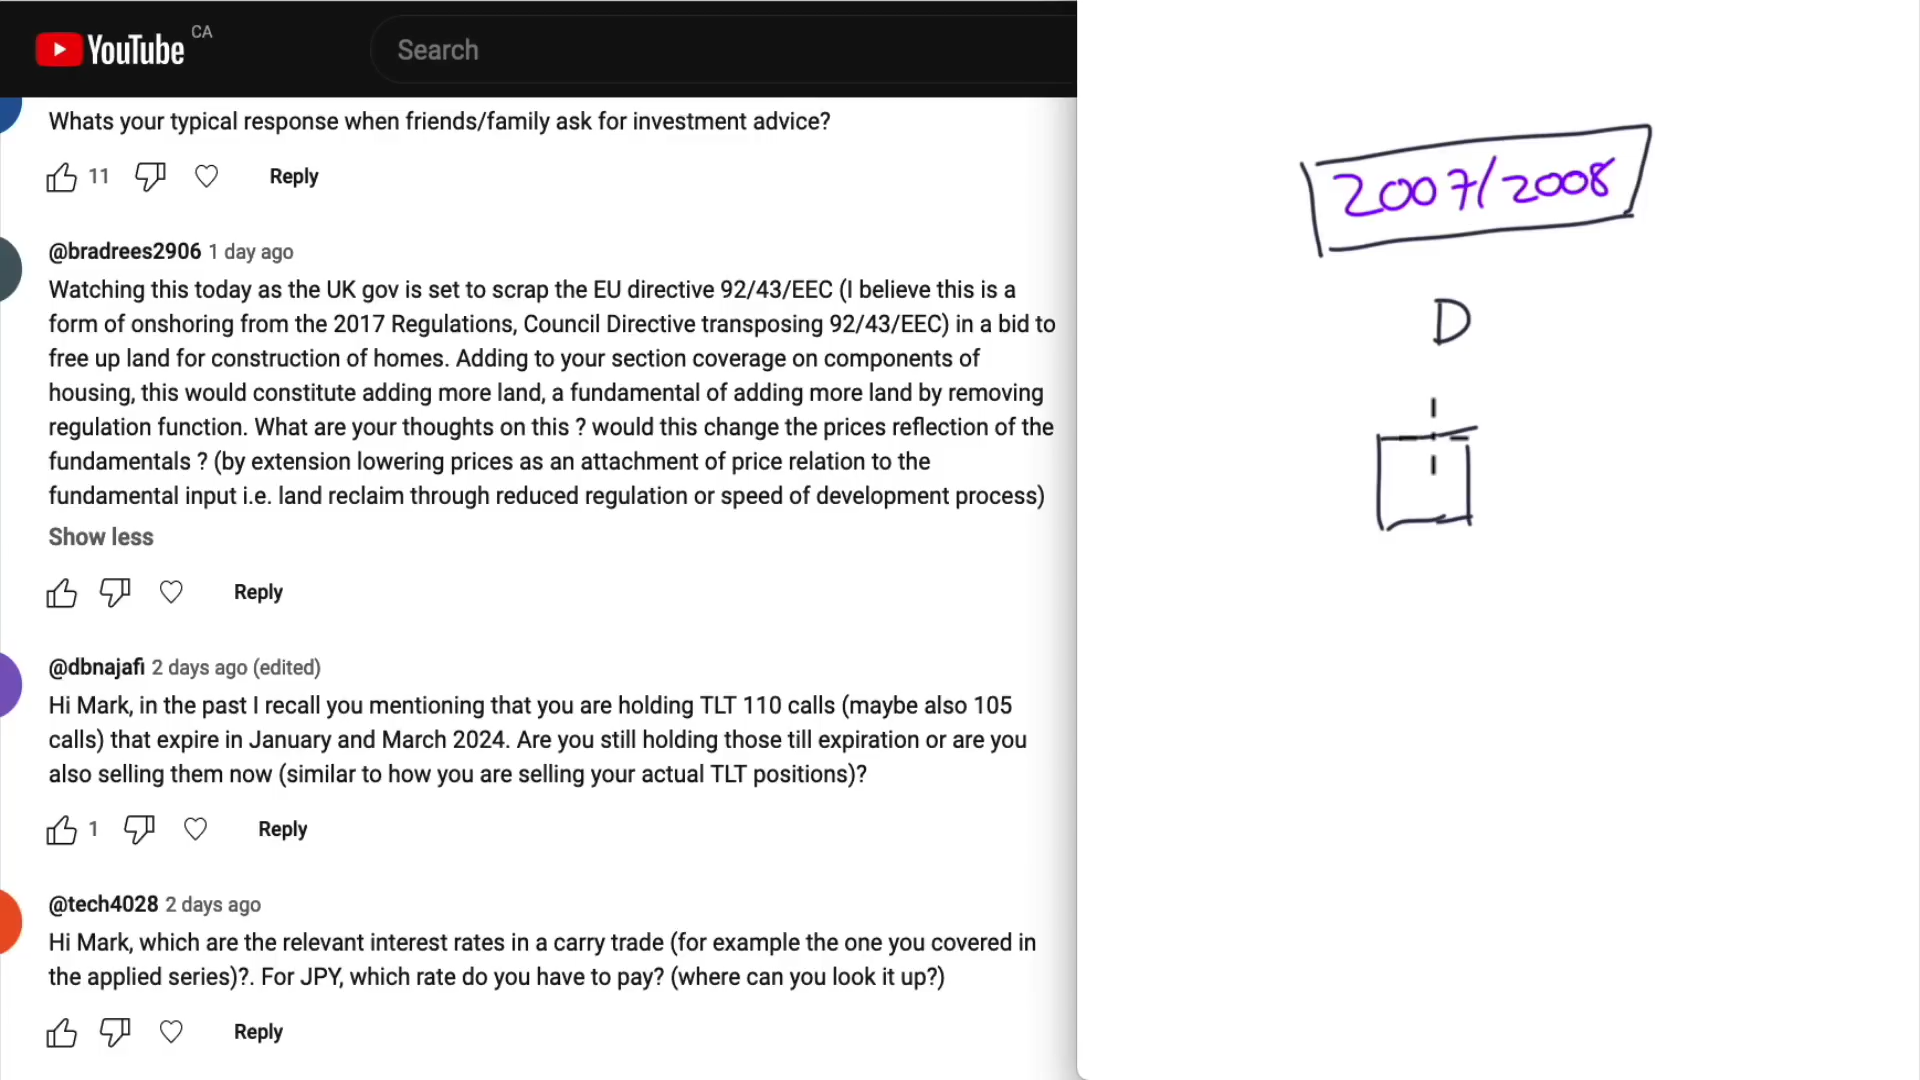 YouTube CA
Search
Whats your typical response when friends/family ask for investment advice?
11 Reply
@bradrees2906 1 day ago
Watching this today as the UK gov is set to scrap the EU directive 92/43/EEC (I believe this is a
form of onshoring from the 2017 Regulations, Council Directive transposing 92/43/EEC) in a bid to
free up land for construction of homes. Adding to your section coverage on components of
housing, this would constitute adding more land, a fundamental of adding more land by removing
regulation function. What are your thoughts on this ? would this change the prices reflection of the
fundamentals ? (by extension lowering prices as an attachment of price relation to the
fundamental input i.e. land reclaim through reduced regulation or speed of development process)
Show less
Reply
@dbnajafi 2 days ago (edited)
Hi Mark, in the past I recall you mentioning that you are holding TLT 110 calls (maybe also 105
calls) that expire in January and March 2024. Are you still holding those till expiration or are you
also selling them now (similar to how you are selling your actual TLT positions)?
1 Reply
@tech4028 2 days ago
Hi Mark, which are the relevant interest rates in a carry trade (for example the one you covered in
the applied series)?. For JPY, which rate do you have to pay? (where can you look it up?)
Reply
2007/2008
D